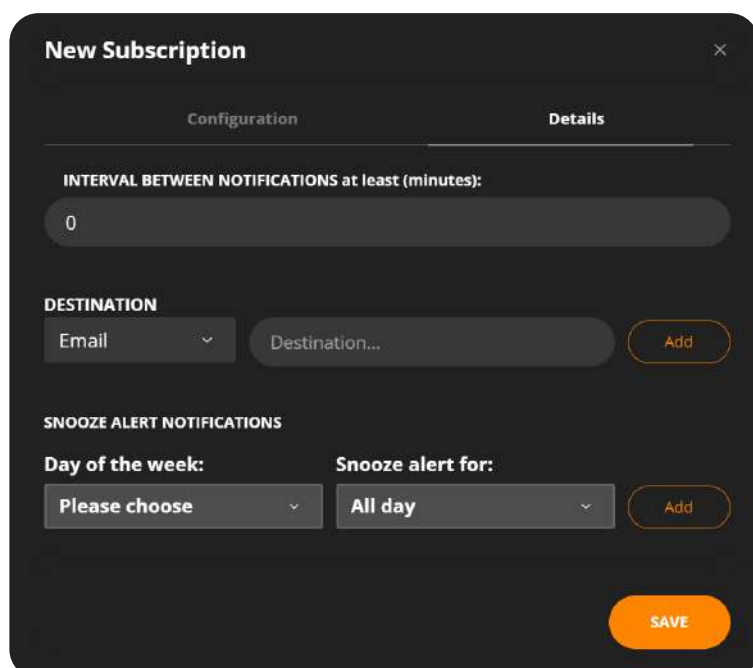 New Subscription
Configuration Details
INTERVAL BETWEEN NOTIFICATIONS at least (minutes):
0
DESTINATION
Email Destination... Add
SNOOZE ALERT NOTIFICATIONS
Day of the week: Snooze alert for:
Please choose All day Add
SAVE